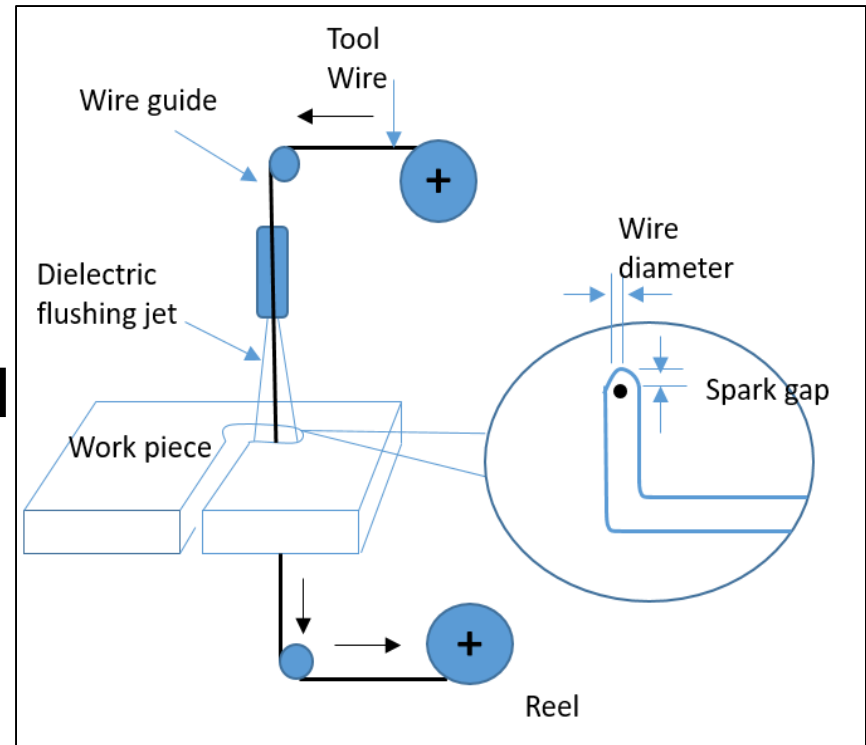 Tool
Wire
Wire guide
+
Wire
diameter
Dielectric
flushing jet
Spark gap
Work piece
+
Reel